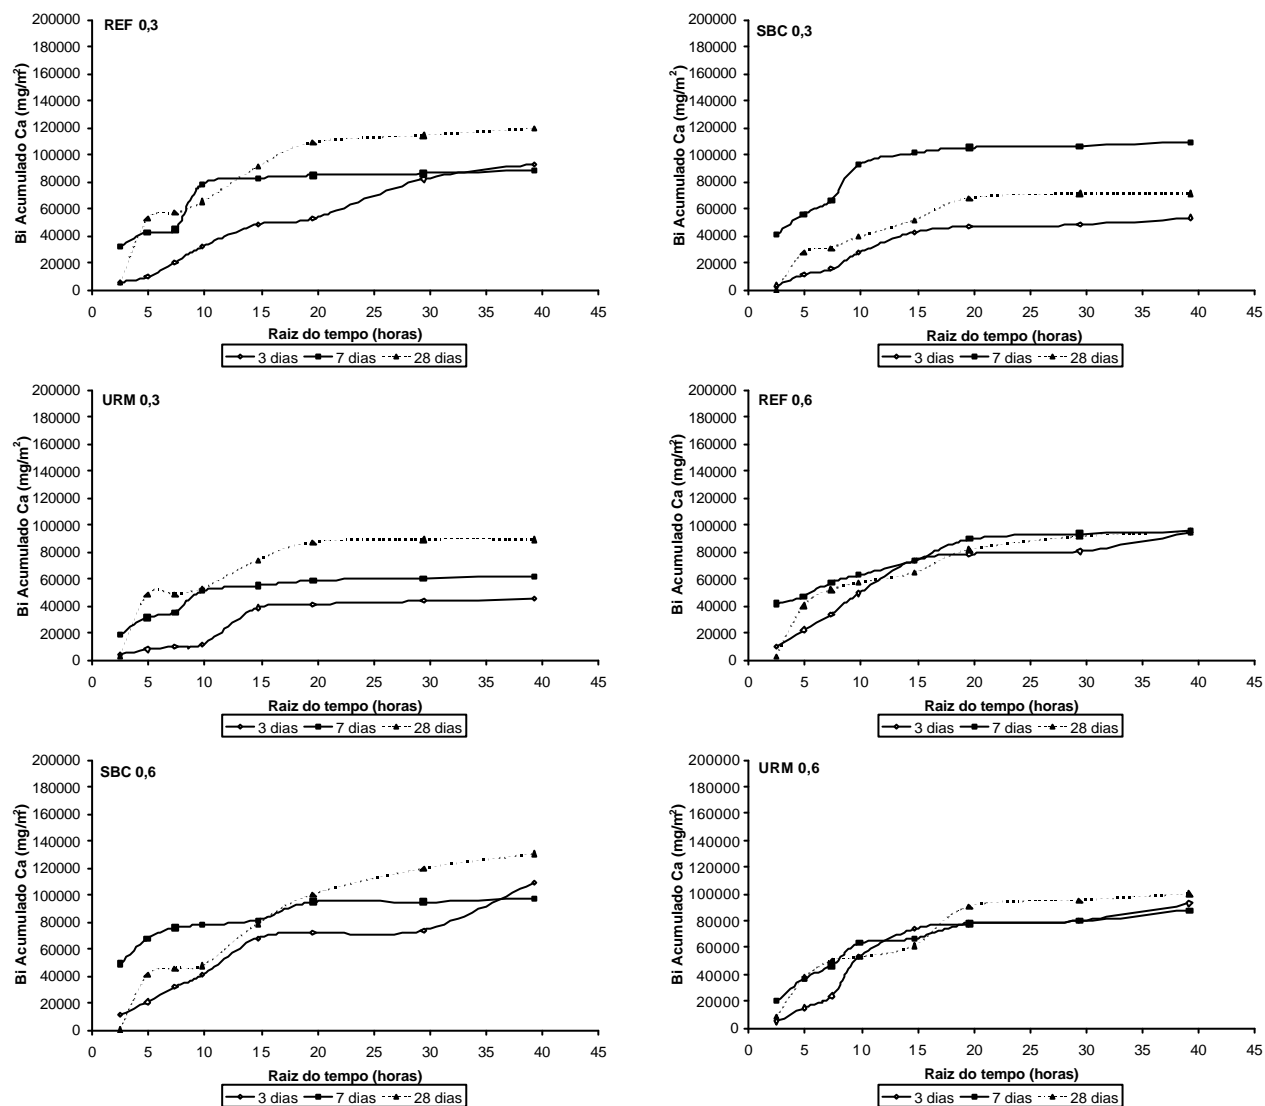 REF 0,3
Bi Acumulado Ca (mg/m²)
200000
180000
160000
140000
120000
100000
80000
60000
40000
20000
0
0 5 10 15 20 25 30 35 40 45
Raiz do tempo (horas)
3 dias 7 dias 28 dias
SBC 0,3
Bi Acumulado Ca (mg/m²)
200000
180000
160000
140000
120000
100000
80000
60000
40000
20000
0
0 5 10 15 20 25 30 35 40 45
Raiz do tempo (horas)
3 dias 7 dias 28 dias
URM 0,3
Bi Acumulado Ca (mg/m²)
200000
180000
160000
140000
120000
100000
80000
60000
40000
20000
0
0 5 10 15 20 25 30 35 40 45
Raiz do tempo (horas)
3 dias 7 dias 28 dias
REF 0,6
Bi Acumulado Ca (mg/m²)
200000
180000
160000
140000
120000
100000
80000
60000
40000
20000
0
0 5 10 15 20 25 30 35 40 45
Raiz do tempo (horas)
3 dias 7 dias 28 dias
SBC 0,6
Bi Acumulado Ca (mg/m²)
200000
180000
160000
140000
120000
100000
80000
60000
40000
20000
0
0 5 10 15 20 25 30 35 40 45
Raiz do tempo (horas)
3 dias 7 dias 28 dias
URM 0,6
Bi Acumulado Ca (mg/m²)
200000
180000
160000
140000
120000
100000
80000
60000
40000
20000
0
0 5 10 15 20 25 30 35 40 45
Raiz do tempo (horas)
3 dias 7 dias 28 dias